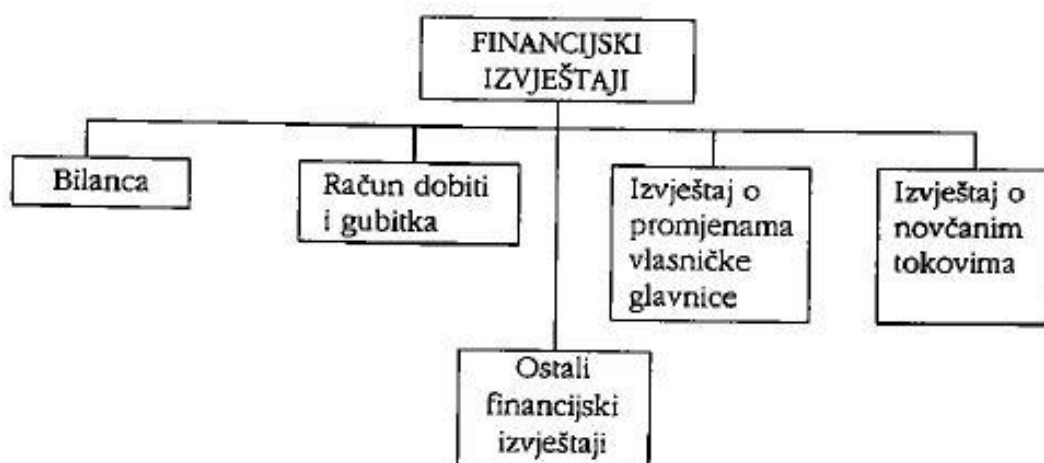 FINANCIJSKI
IZVJEŠTAJI
Bilanca
Račun dobiti
i gubitka
Izvještaj o
promjenama
vlasničke
glavnice
Izvještaj o
novčanim
tokovima
Ostali
financijski
izvještaji